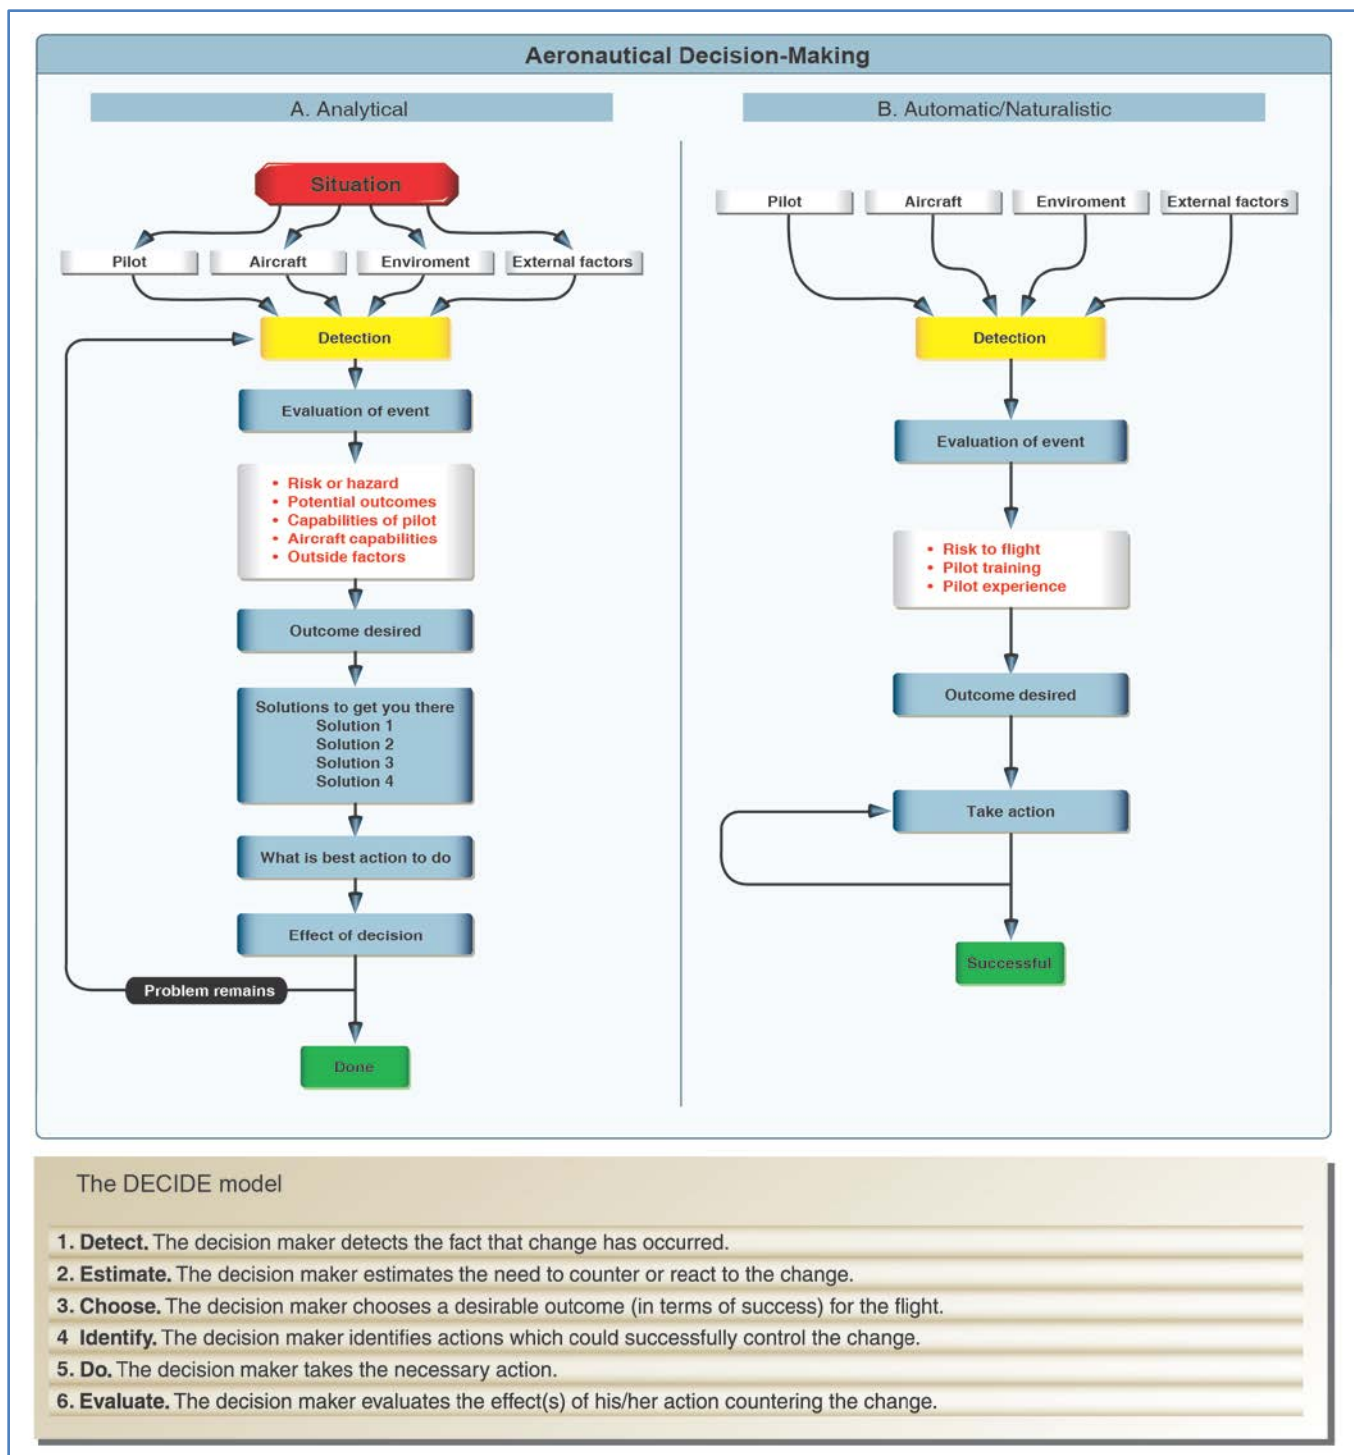 Aeronautical Decision-Making
A. Analytical
Situation
Pilot
Aircraft
Enviroment
External factors
Detection
Evaluation of event
• Risk or hazard
• Potential outcomes
• Capabilities of pilot
• Aircraft capabilities
• Outside factors
Outcome desired
Solutions to get you there
Solution 1
Solution 2
Solution 3
Solution 4
What is best action to do
Effect of decision
Problem remains
Done
B. Automatic/Naturalistic
Pilot
Aircraft
Enviroment
External factors
Detection
Evaluation of event
• Risk to flight
• Pilot training
• Pilot experience
Outcome desired
Take action
Successful
The DECIDE model
1. Detect. The decision maker detects the fact that change has occurred.
2. Estimate. The decision maker estimates the need to counter or react to the change.
3. Choose. The decision maker chooses a desirable outcome (in terms of success) for the flight.
4 Identify. The decision maker identifies actions which could successfully control the change.
5. Do. The decision maker takes the necessary action.
6. Evaluate. The decision maker evaluates the effect(s) of his/her action countering the change.